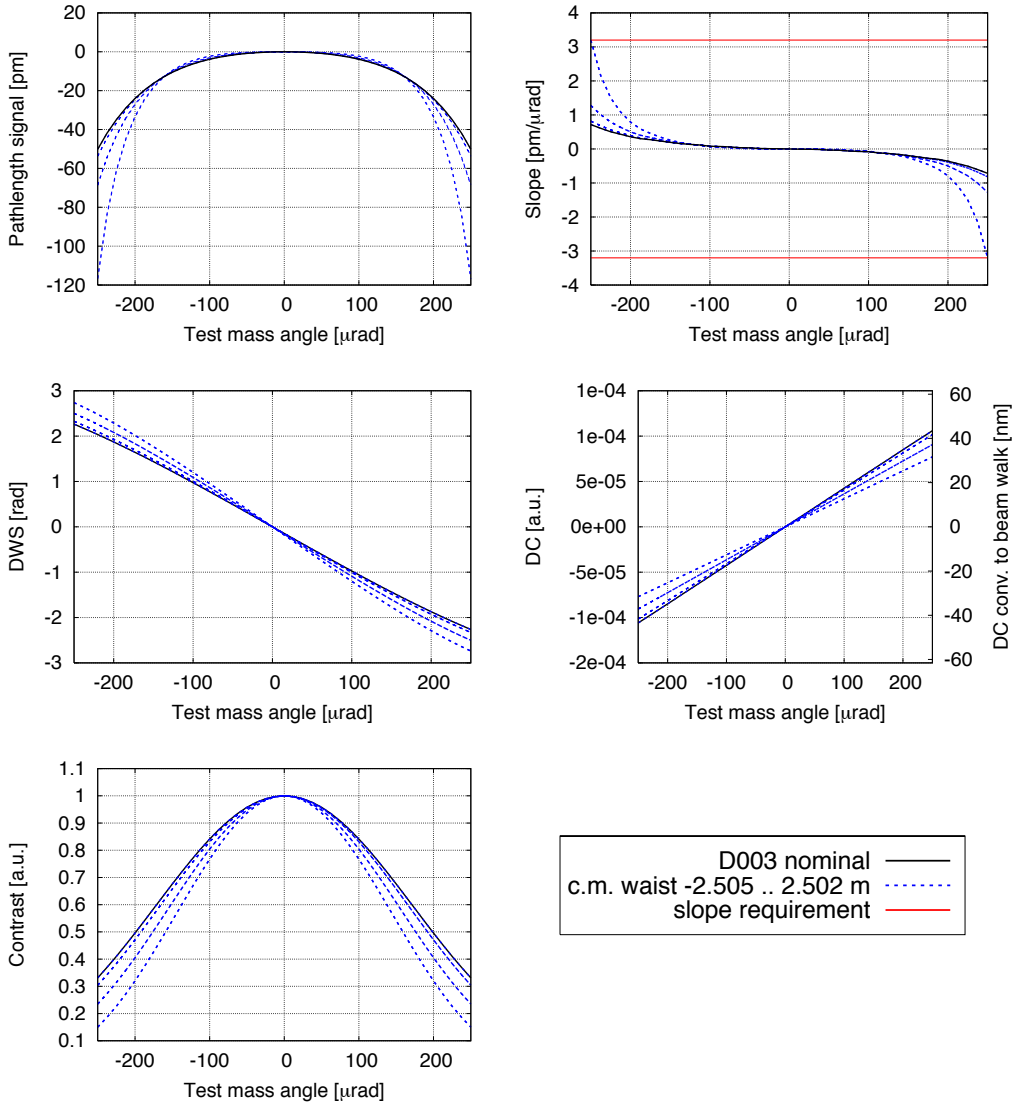 20
0
-20
-40
-60
-80
-100
-120
Pathlength signal [pm]
-200 -100 0 100 200
Test mass angle [μrad]
4
3
2
1
0
-1
-2
-3
-4
Slope [pm/μrad]
-200 -100 0 100 200
Test mass angle [μrad]
3
2
1
0
-1
-2
-3
DWS [rad]
-200 -100 0 100 200
Test mass angle [μrad]
1e-04
1e-04
5e-05
0e+00
-5e-05
-1e-04
-1e-04
-2e-04
DC [a.u.]
60
40
20
0
-20
-40
-60
DC conv. to beam walk [nm]
-200 -100 0 100 200
Test mass angle [μrad]
1.1
1
0.9
0.8
0.7
0.6
0.5
0.4
0.3
0.2
0.1
Contrast [a.u.]
-200 -100 0 100 200
Test mass angle [μrad]
D003 nominal
c.m. waist -2.505 .. 2.502 m
slope requirement